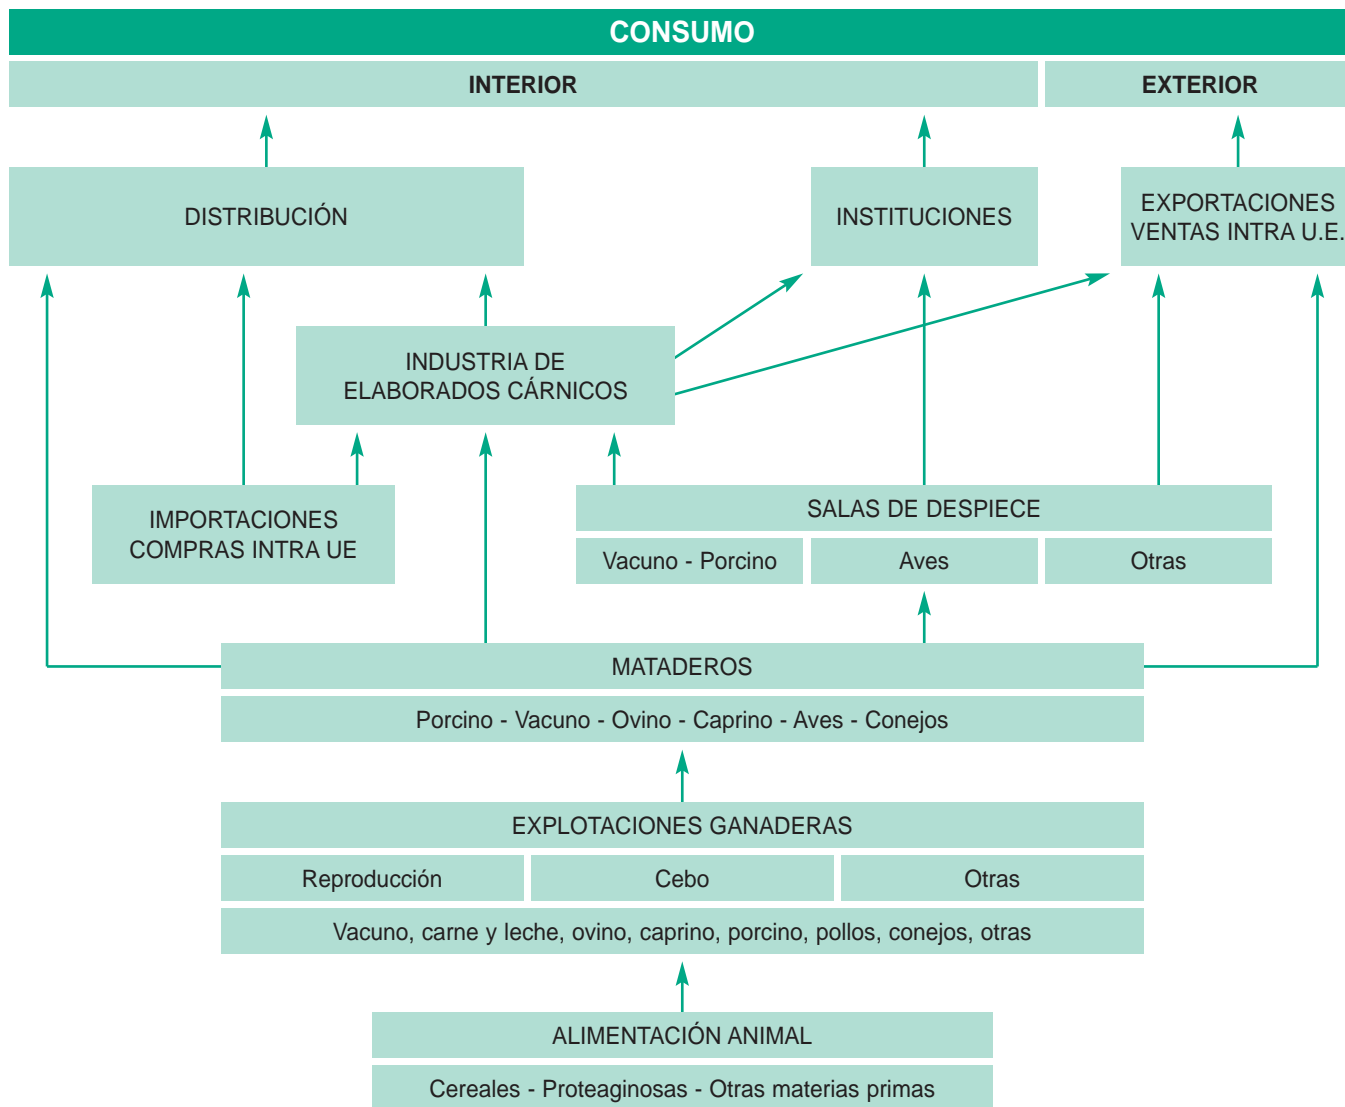 CONSUMO
INTERIOR
EXTERIOR
DISTRIBUCIÓN
INSTITUCIONES
EXPORTACIONES
VENTAS INTRA U.E.
INDUSTRIA DE
ELABORADOS CÁRNICOS
IMPORTACIONES
COMPRAS INTRA UE
SALAS DE DESPIECE
Vacuno - Porcino
Aves
Otras
MATADEROS
Porcino - Vacuno - Ovino - Caprino - Aves - Conejos
EXPLOTACIONES GANADERAS
Reproducción
Cebo
Otras
Vacuno, carne y leche, ovino, caprino, porcino, pollos, conejos, otras
ALIMENTACIÓN ANIMAL
Cereales - Proteaginosas - Otras materias primas